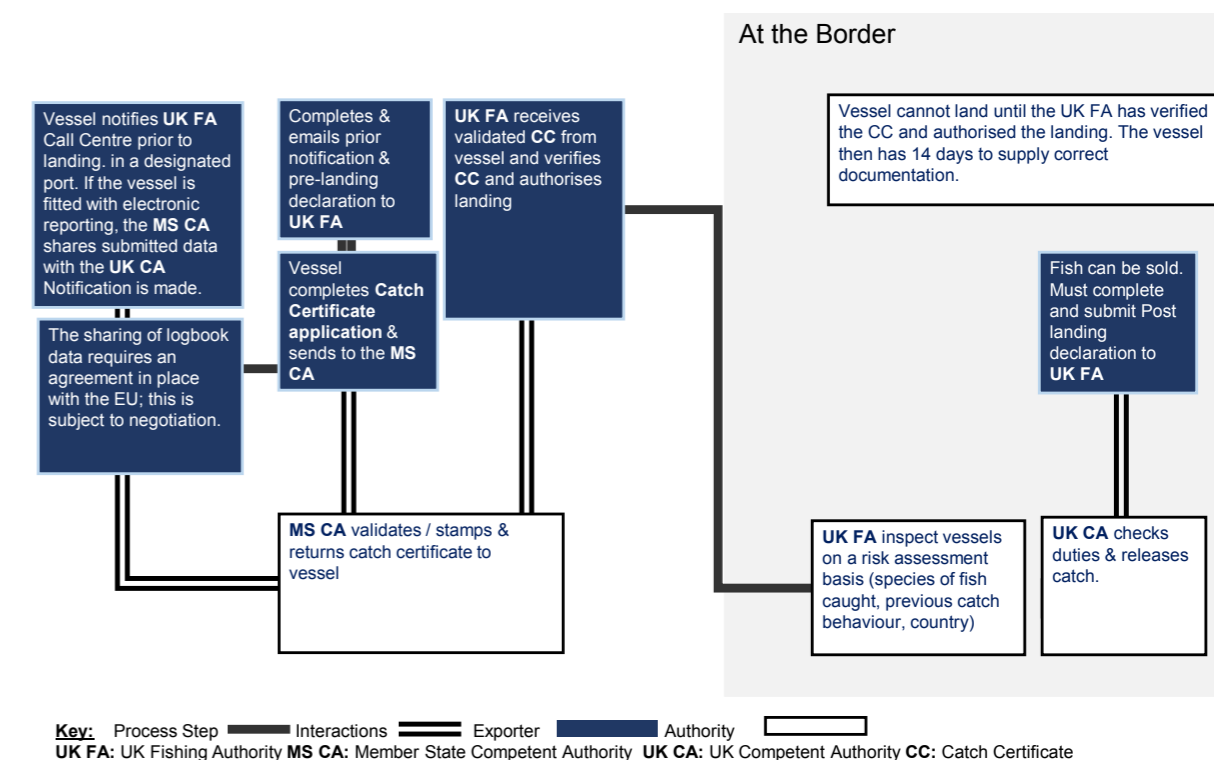 At the Border
Vessel notifies UK FA
Call Centre prior to
landing. in a designated
port. If the vessel is
fitted with electronic
reporting, the MS CA
shares submitted data
with the UK CA
Notification is made.
The sharing of logbook
data requires an
agreement in place
with the EU; this is
subject to negotiation.
Completes &
emails prior
notification &
pre-landing
declaration to
UK FA
Vessel
completes Catch
Certificate
application &
sends to the MS
CA
UK FA receives
validated CC from
vessel and verifies
CC and authorises
landing
MS CA validates / stamps &
returns catch certificate to
vessel
Vessel cannot land until the UK FA has verified
the CC and authorised the landing. The vessel
then has 14 days to supply correct
documentation.
Fish can be sold.
Must complete
and submit Post
landing
declaration to
UK FA
UK FA inspect vessels
on a risk assessment
basis (species of fish
caught, previous catch
behaviour, country)
UK CA checks
duties & releases
catch.
Key: Process Step Interactions Exporter Authority
UK FA: UK Fishing Authority MS CA: Member State Competent Authority UK CA: UK Competent Authority CC: Catch Certificate